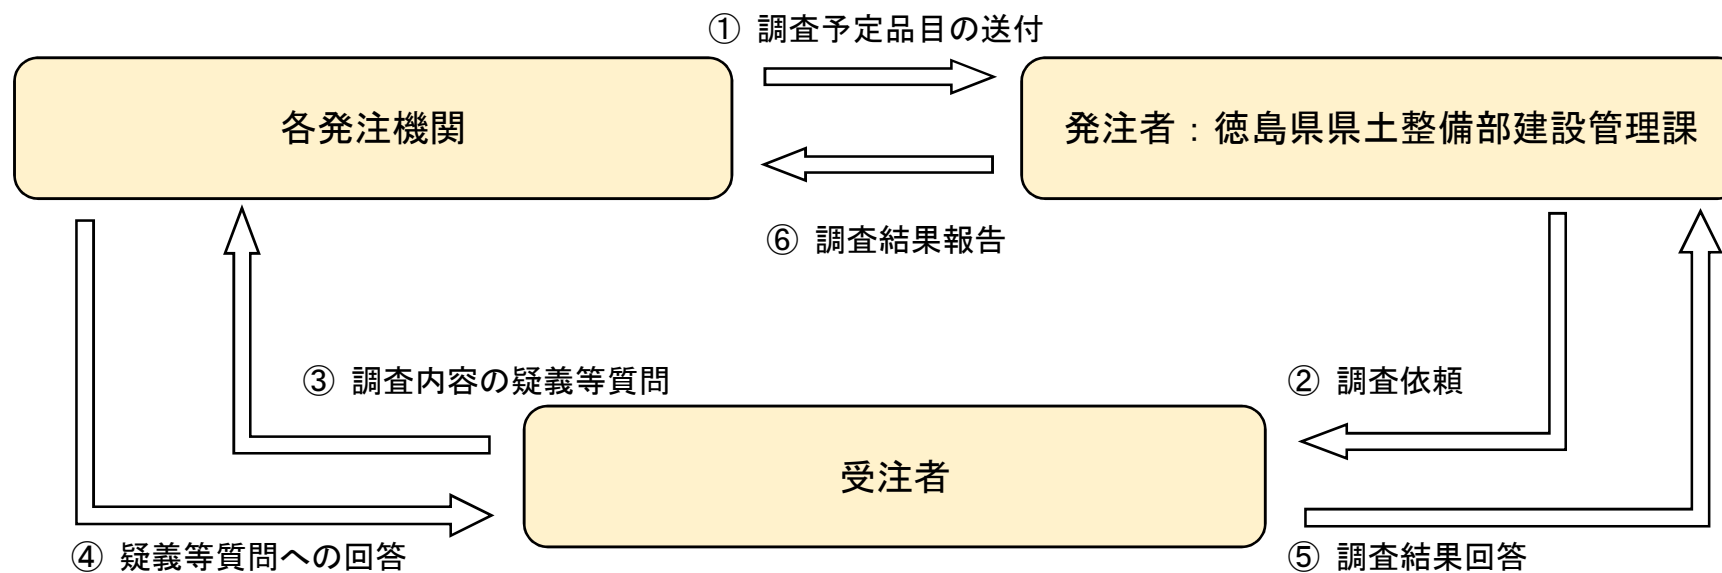 ① 調査予定品目の送付
各発注機関
発注者：徳島県県土整備部建設管理課
⑥ 調査結果報告
③ 調査内容の疑義等質問
② 調査依頼
受注者
④ 疑義等質問への回答
⑤ 調査結果回答